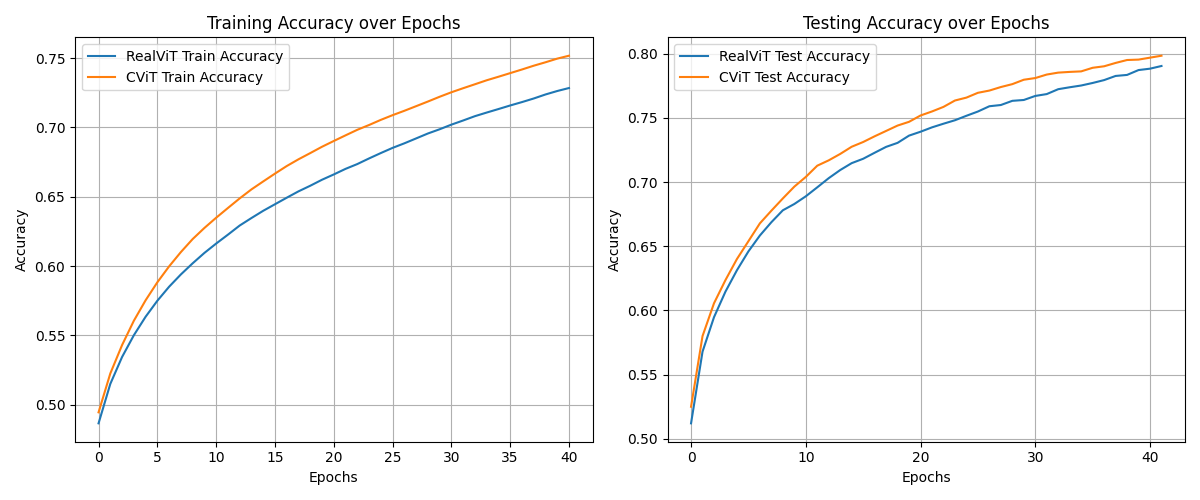 Training Accuracy over Epochs
RealViT Train Accuracy
CViT Train Accuracy
0.75
0.70
0.65
0.60
0.55
0.50
Accuracy
0 5 10 15 20 25 30 35 40
Epochs
Testing Accuracy over Epochs
RealViT Test Accuracy
CViT Test Accuracy
0.80
0.75
0.70
0.65
0.60
0.55
0.50
Accuracy
0 10 20 30 40
Epochs